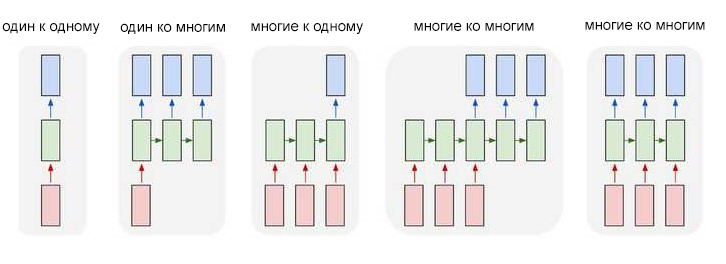 один к одному
один ко многим
многие к одному
многие ко многим
многие ко многим